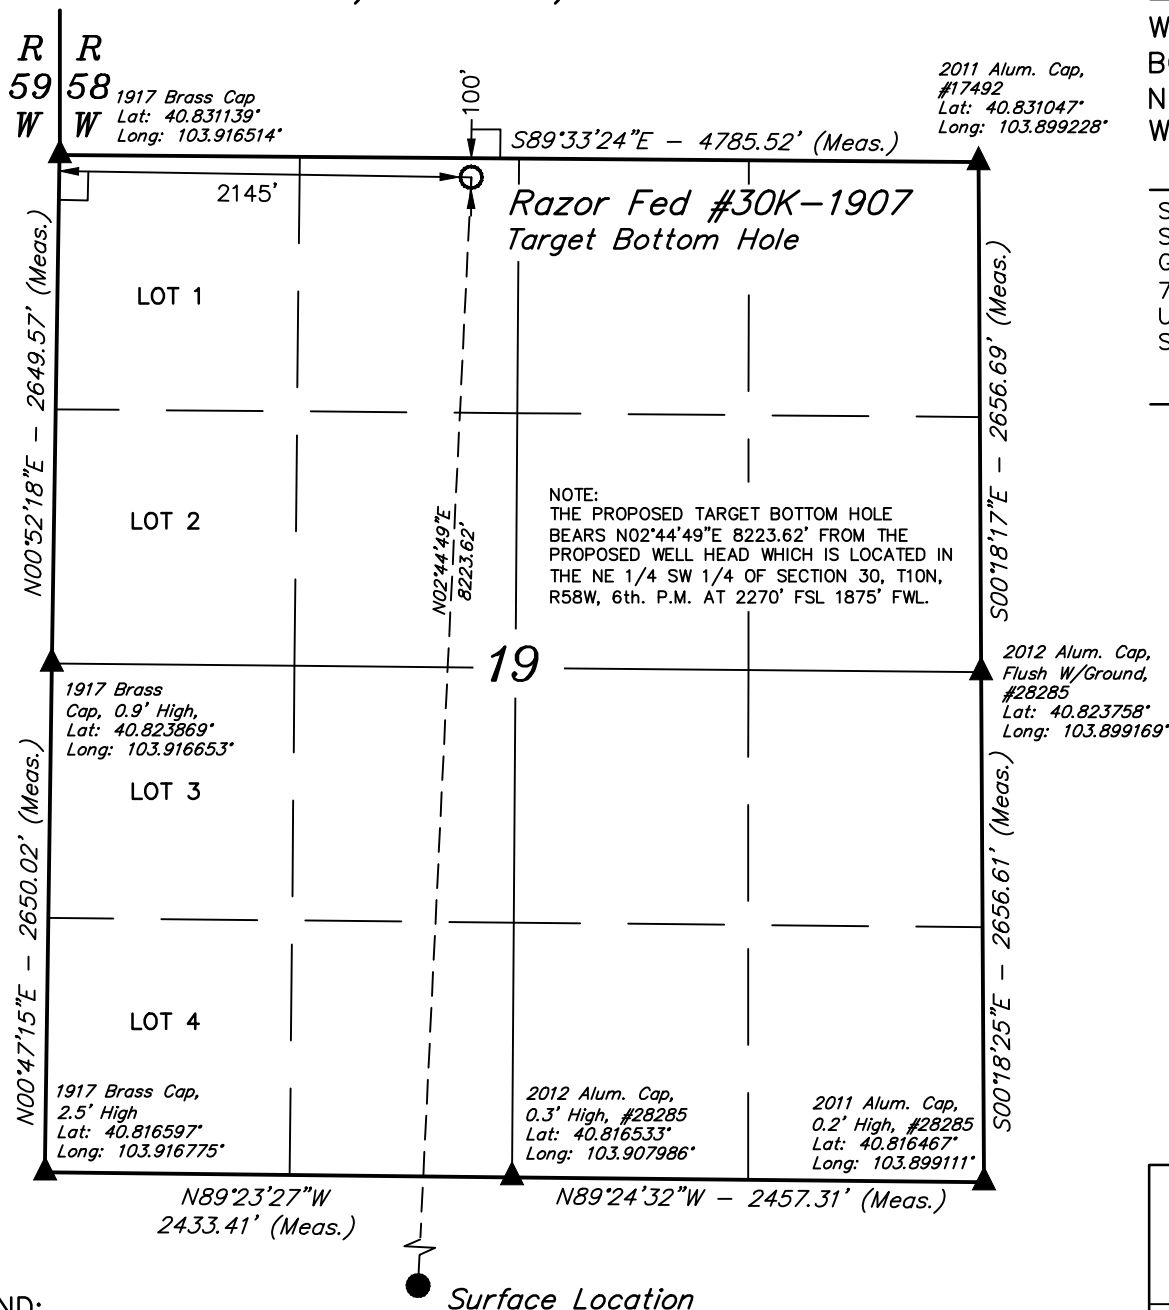 R R
59 58
W W
1917 Brass Cap
Lat: 40.831139°
Long: 103.916514°
100'
2011 Alum. Cap,
#17492
Lat: 40.831047°
Long: 103.899228°
S89°33'24"E – 4785.52' (Meas.)
2145'
Razor Fed #30K–1907
Target Bottom Hole
N00°52'18"E – 2649.57' (Meas.)
S00°18'17"E – 2656.69' (Meas.)
LOT 1
LOT 2
N02°44'49"E
8223.62'
NOTE:
THE PROPOSED TARGET BOTTOM HOLE
BEARS N02°44'49"E 8223.62' FROM THE
PROPOSED WELL HEAD WHICH IS LOCATED IN
THE NE 1/4 SW 1/4 OF SECTION 30, T10N,
R58W, 6th. P.M. AT 2270' FSL 1875' FWL.
19
2012 Alum. Cap,
Flush W/Ground,
#28285
Lat: 40.823758°
Long: 103.899169°
1917 Brass
Cap, 0.9' High,
Lat: 40.823869°
Long: 103.916653°
LOT 3
N00°47'15"E – 2650.02' (Meas.)
S00°18'25"E – 2656.61' (Meas.)
LOT 4
1917 Brass Cap,
2.5' High
Lat: 40.816597°
Long: 103.916775°
2012 Alum. Cap,
0.3' High, #28285
Lat: 40.816533°
Long: 103.907986°
2011 Alum. Cap,
0.2' High, #28285
Lat: 40.816467°
Long: 103.899111°
N89°23'27"W
2433.41' (Meas.)
N89°24'32"W – 2457.31' (Meas.)
Surface Location